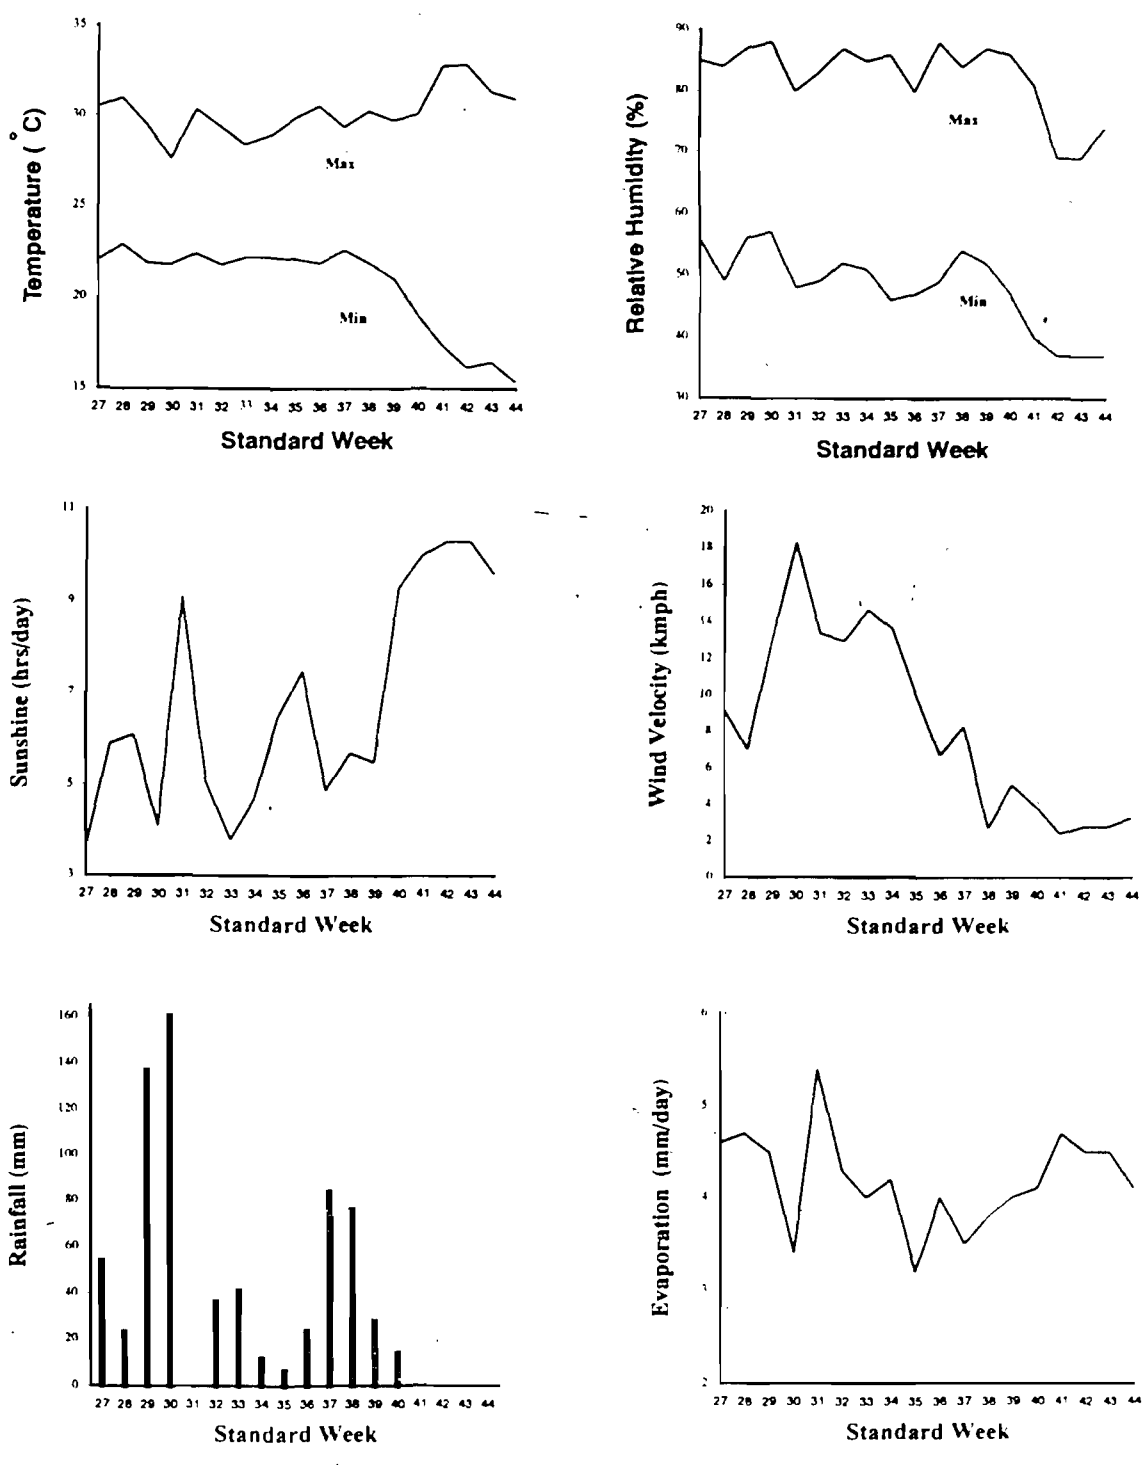 35
30
25
20
15
Temperature ( °C)
Max
Min
27 28 29 30 31 32 33 34 35 36 37 38 39 40 41 42 43 44
Standard Week
90
80
70
60
50
40
30
Relative Humidity (%)
Max
Min
27 28 29 30 31 32 33 34 35 36 37 38 39 40 41 42 43 44
Standard Week
11
9
7
5
3
Sunshine (hrs/day)
27 28 29 30 31 32 33 34 35 36 37 38 39 40 41 42 43 44
Standard Week
20
18
16
14
12
10
8
6
4
2
0
Wind Velocity (kmph)
27 28 29 30 31 32 33 34 35 36 37 38 39 40 41 42 43 44
Standard Week
160
140
120
100
80
60
40
20
0
Rainfall (mm)
27 28 29 30 31 32 33 34 35 36 37 38 39 40 41 42 43 44
Standard Week
6
5
4
3
2
Evaporation (mm/day)
27 28 29 30 31 32 33 34 35 36 37 38 39 40 41 42 43 44
Standard Week